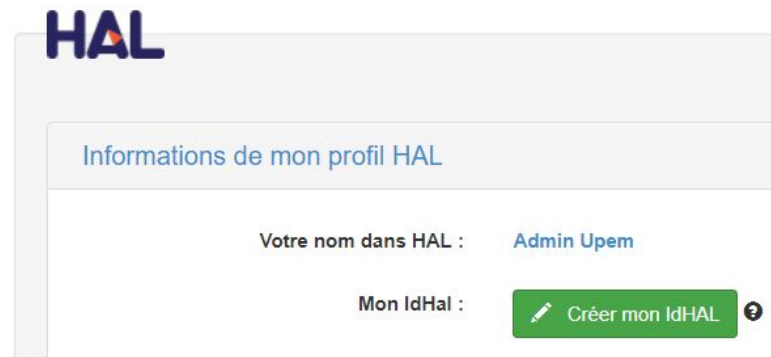 HAL
Informations de mon profil HAL
Votre nom dans HAL : Admin Upem
Mon IdHal : Créer mon IdHAL ?